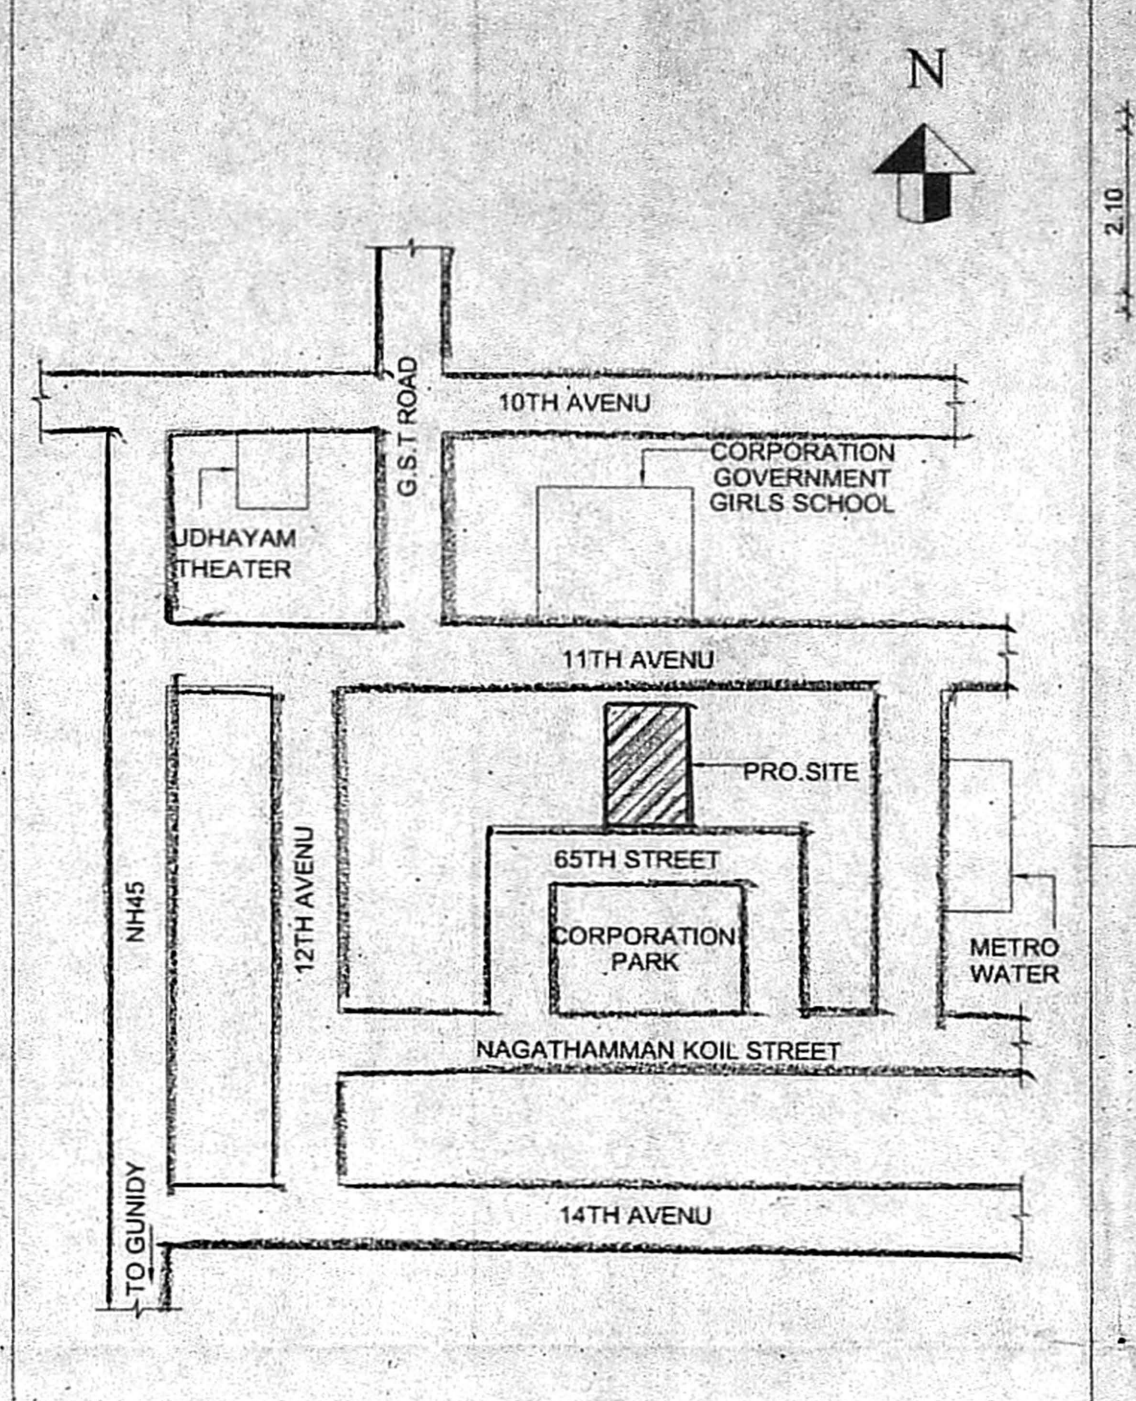 N
2.10
G.S.T ROAD
10TH AVENU
CORPORATION
GOVERNMENT
GIRLS SCHOOL
UDHAYAM
THEATER
11TH AVENU
PRO.SITE
65TH STREET
12TH AVENU
NH45
CORPORATION
PARK
METRO
WATER
NAGATHAMMAN KOIL STREET
TO GUNIDY
14TH AVENU